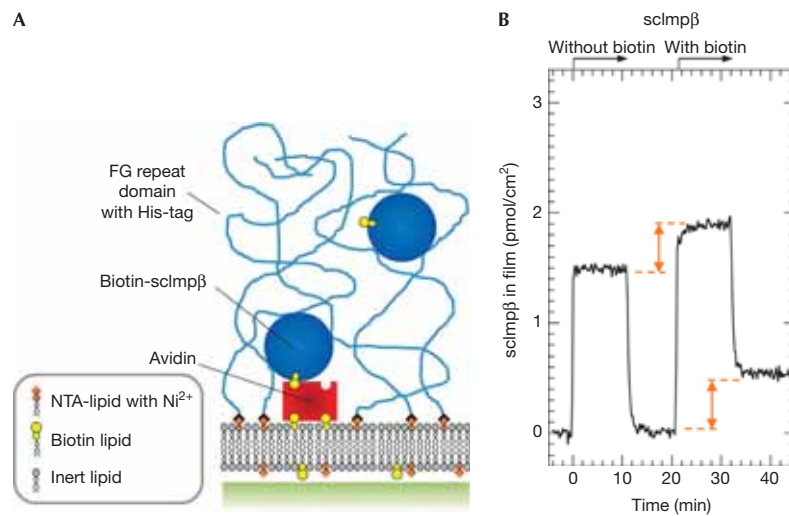 A
FG repeat
domain
with His-tag
Biotin-scImpβ
Avidin
NTA-lipid with Ni²⁺
Biotin lipid
Inert lipid
B
scImpβ
Without biotin With biotin
scImpβ in film (pmol/cm²)
3
2
1
0
0 10 20 30 40
Time (min)